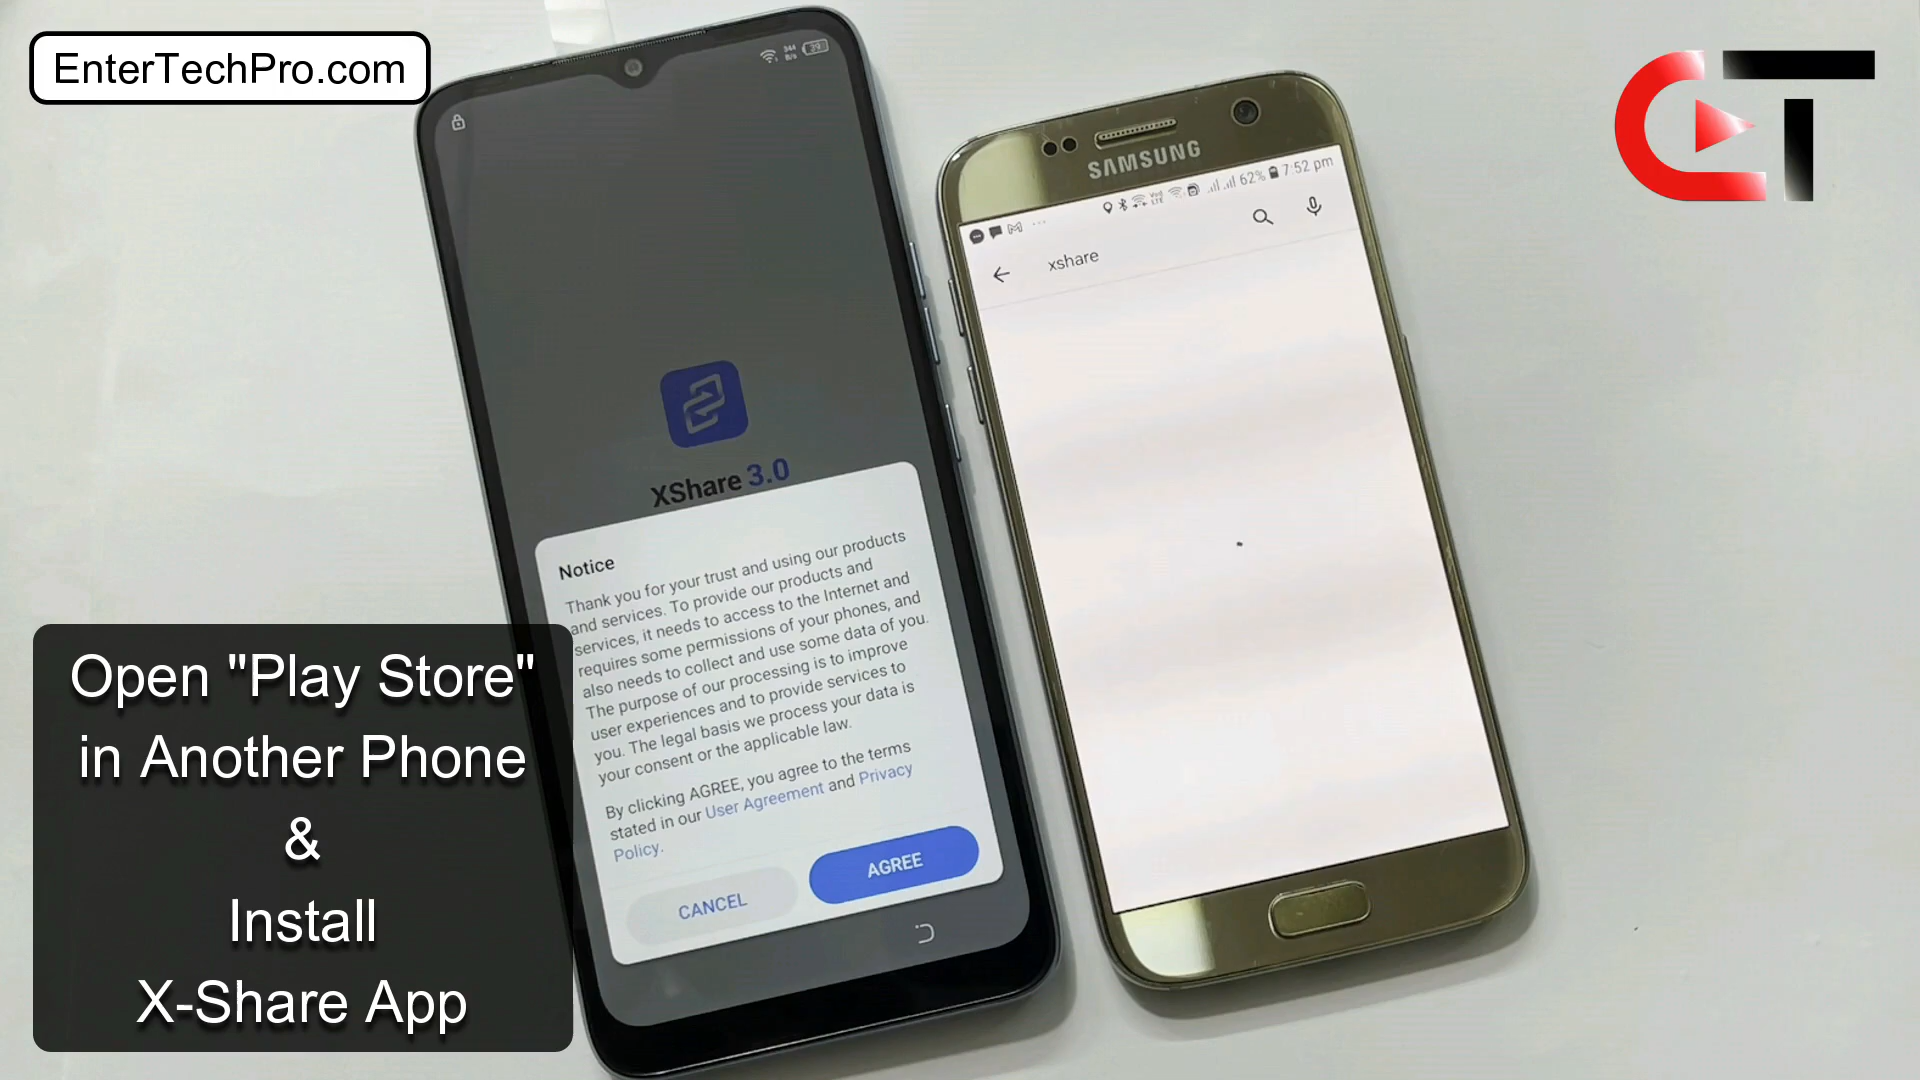 EnterTechPro.com
344
B/s
39
XShare 3.0
Notice
Thank you for your trust and using our products
and services. To provide our products and
services, it needs to access to the Internet and
requires some permissions of your phones, and
also needs to collect and use some data of you.
The purpose of our processing is to improve
user experiences and to provide services to
you. The legal basis we process your data is
your consent or the applicable law.
By clicking AGREE, you agree to the terms
stated in our User Agreement and Privacy
Policy.
CANCEL
AGREE
SAMSUNG
62% 7:52 pm
xshare
Open "Play Store"
in Another Phone
&
Install
X-Share App